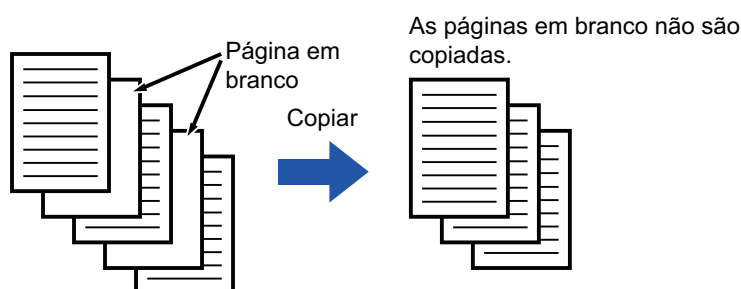 Página em
branco
Copiar
As páginas em branco não são
copiadas.